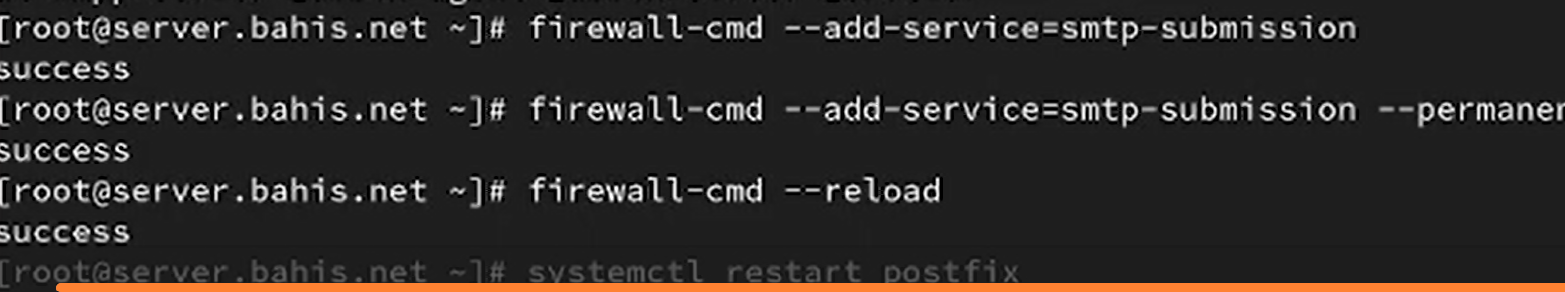 [root@server.bahis.net ~]# firewall-cmd --add-service=smtp-submission
success
[root@server.bahis.net ~]# firewall-cmd --add-service=smtp-submission --permanen
success
[root@server.bahis.net ~]# firewall-cmd --reload
success
[root@server.bahis.net ~]# systemctl restart postfix